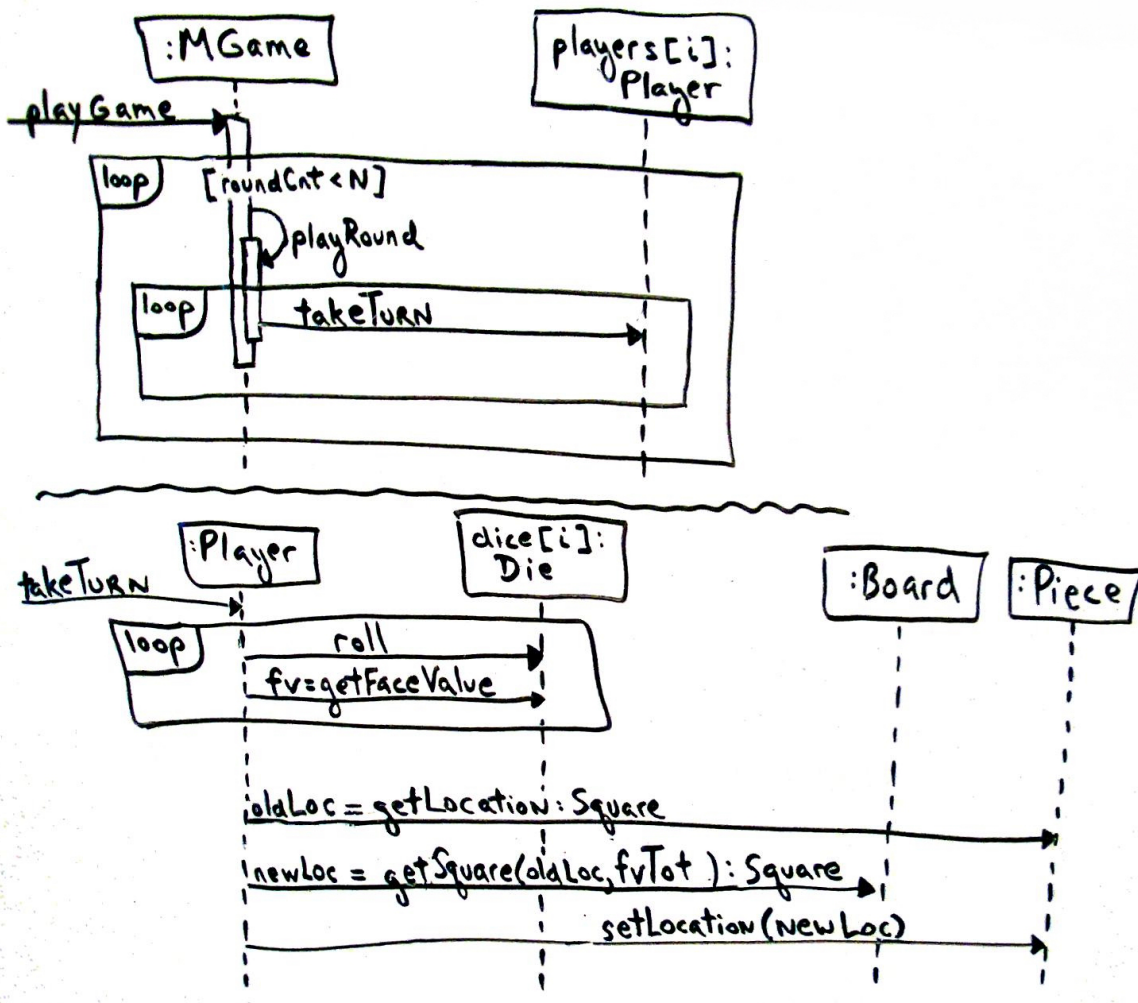 :MGame
players[i]:
Player
playGame
loop
[roundCnt<N]
playRound
loop
takeTURN
:Player
dice[i]:
Die
:Board
:Piece
takeTURN
loop
roll
fv=getFaceValue
oldLoc = getLocation: Square
newLoc = getSquare(oldLoc, fvTot ): Square
setLocation(newLoc)